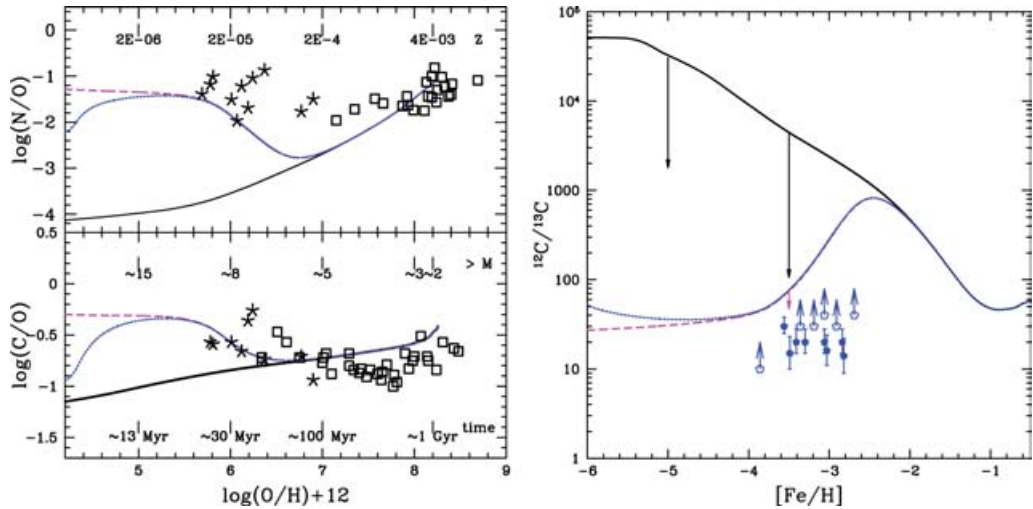 2E-06 2E-05 2E-4 4E-03 Z
0
-1
-2
-3
-4
log(N/O)
0.5
~15 ~8 ~5 ~3~2 > M
0
-0.5
-1.0
-1.5
log(C/O)
~13 Myr ~30 Myr ~100 Myr ~1 Gyr time
5 6 7 8 9
log(O/H)+12
10⁵
10⁴
1000
100
10
1
¹²C/¹³C
-6 -5 -4 -3 -2 -1
[Fe/H]